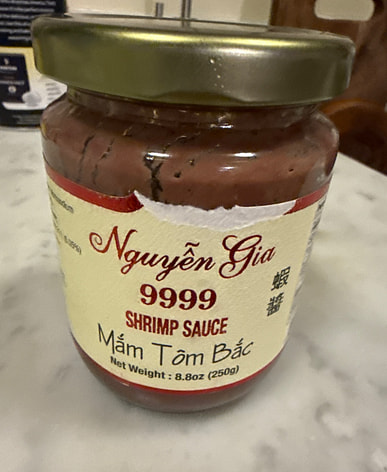 Nguyễn Gia
9999
SHRIMP SAUCE
Mắm Tôm Bắc
Net Weight : 8.8oz (250g)
蝦醬